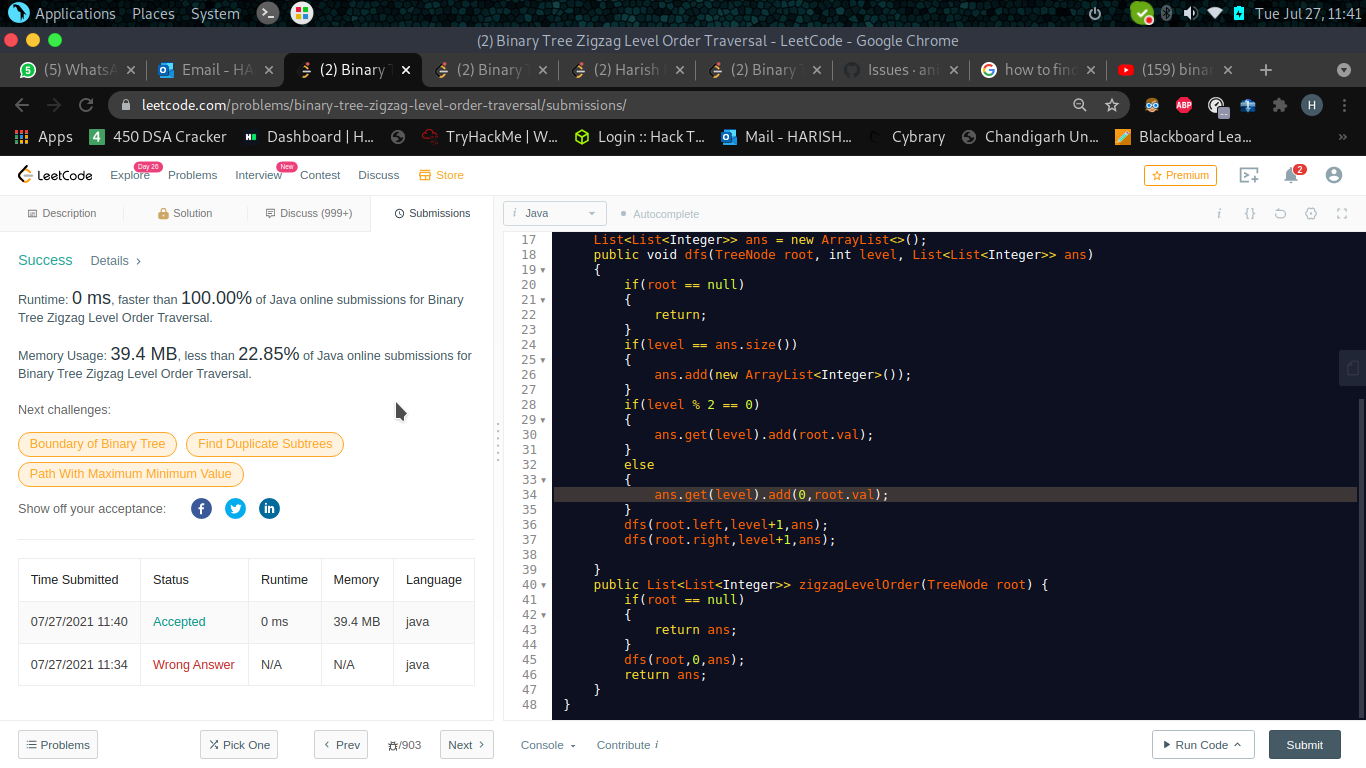 Applications Places System Tue Jul 27, 11:41
(2) Binary Tree Zigzag Level Order Traversal - LeetCode - Google Chrome
(5) WhatsA Email - HA (2) Binary (2) Binary (2) Harish (2) Binary Issues · an how to find (159) binar
leetcode.com/problems/binary-tree-zigzag-level-order-traversal/submissions/ ABP H
Apps 4 450 DSA Cracker Dashboard | H... TryHackMe | W... Login :: Hack T... Mail - HARISH... Cybrary Chandigarh Un... Blackboard Lea... »
LeetCode Explore Day 26 Problems Interview New Contest Discuss Store Premium 2
Description Solution Discuss (999+) Submissions
i Java Autocomplete
Success Details >
Runtime: 0 ms, faster than 100.00% of Java online submissions for Binary
Tree Zigzag Level Order Traversal.
Memory Usage: 39.4 MB, less than 22.85% of Java online submissions for
Binary Tree Zigzag Level Order Traversal.
Next challenges:
Boundary of Binary Tree Find Duplicate Subtrees
Path With Maximum Minimum Value
Show off your acceptance:
Time Submitted Status Runtime Memory Language
07/27/2021 11:40 Accepted 0 ms 39.4 MB java
07/27/2021 11:34 Wrong Answer N/A N/A java
17 List<List<Integer>> ans = new ArrayList<>();
18 public void dfs(TreeNode root, int level, List<List<Integer>> ans)
19 {
20 if(root == null)
21 {
22 return;
23 }
24 if(level == ans.size())
25 {
26 ans.add(new ArrayList<Integer>());
27 }
28 if(level % 2 == 0)
29 {
30 ans.get(level).add(root.val);
31 }
32 else
33 {
34 ans.get(level).add(0,root.val);
35 }
36 dfs(root.left,level+1,ans);
37 dfs(root.right,level+1,ans);
38
39 }
40 public List<List<Integer>> zigzagLevelOrder(TreeNode root) {
41 if(root == null)
42 {
43 return ans;
44 }
45 dfs(root,0,ans);
46 return ans;
47 }
48 }
Problems Pick One < Prev /903 Next > Console Contribute i Run Code Submit